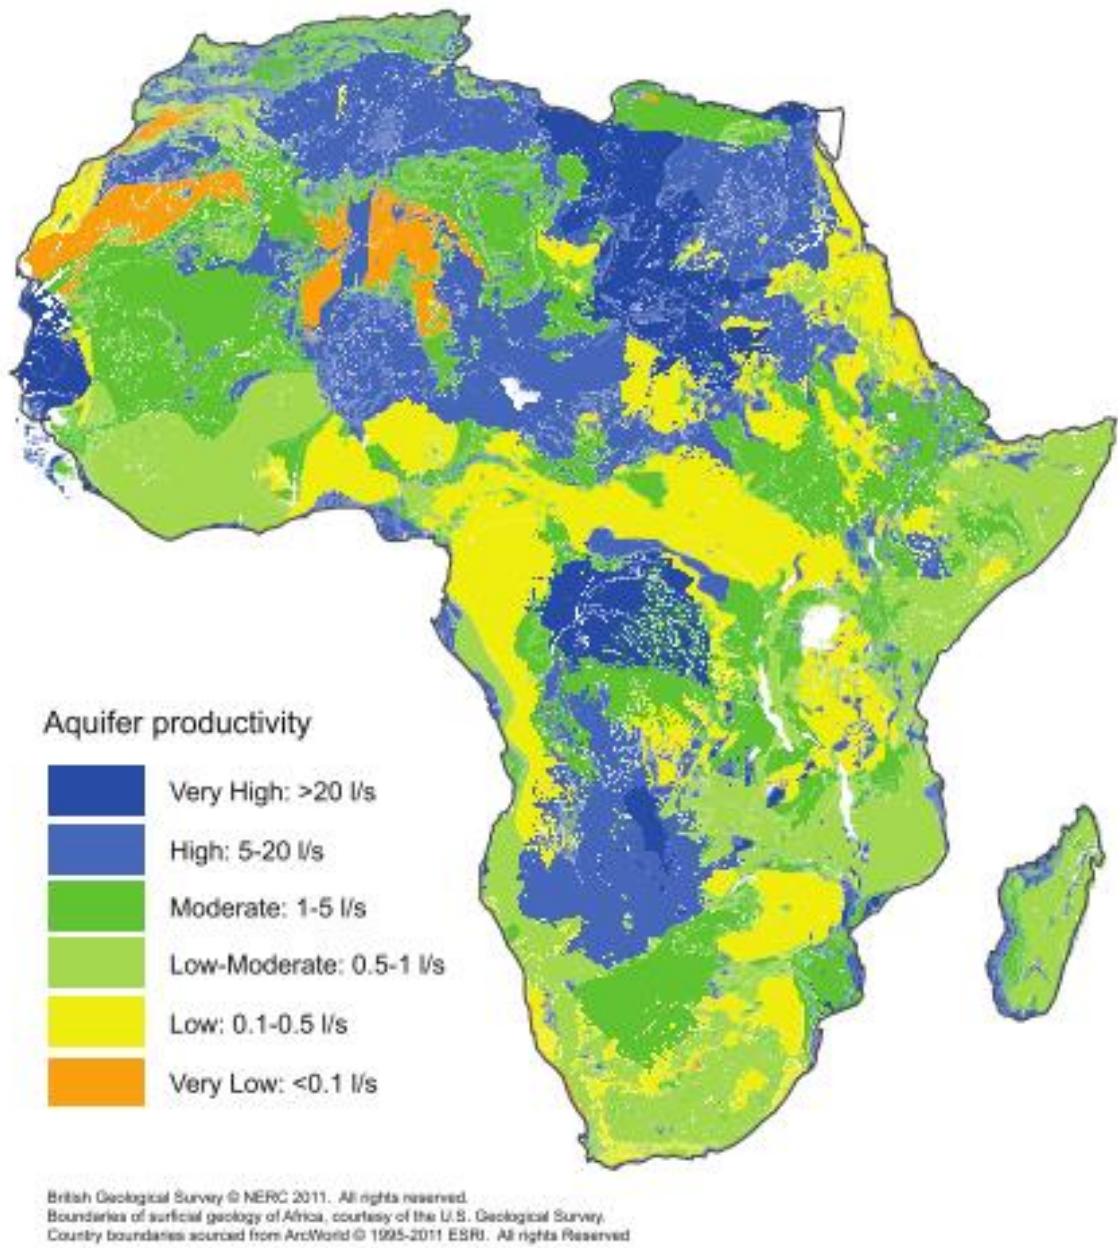 Aquifer productivity
Very High: >20 l/s
High: 5-20 l/s
Moderate: 1-5 l/s
Low-Moderate: 0.5-1 l/s
Low: 0.1-0.5 l/s
Very Low: <0.1 l/s
British Geological Survey © NERC 2011. All rights reserved.
Boundaries of surficial geology of Africa, courtesy of the U.S. Geological Survey.
Country boundaries sourced from ArcWorld © 1995-2011 ESRI. All rights Reserved